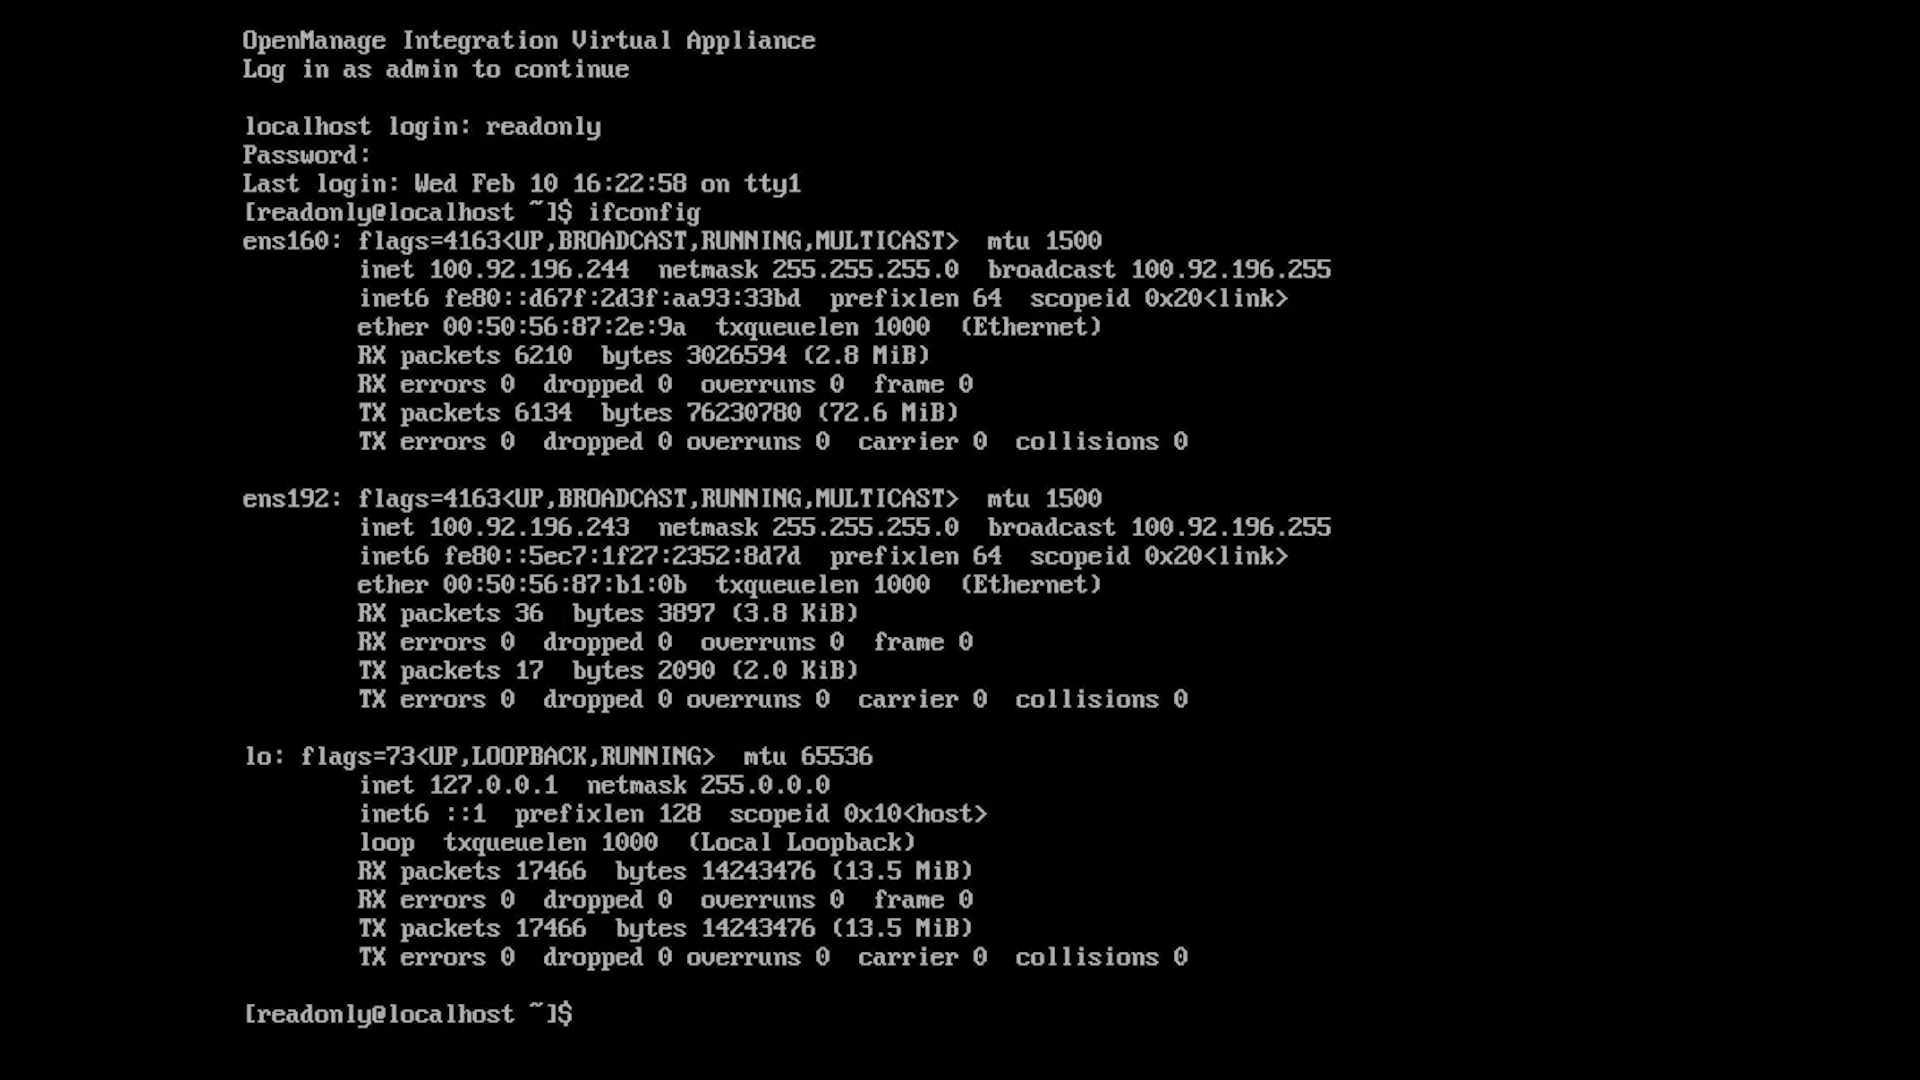 OpenManage Integration Virtual Appliance
Log in as admin to continue
localhost login: readonly
Password:
Last login: Wed Feb 10 16:22:58 on tty1
[readonly@localhost ~]$ ifconfig
ens160: flags=4163<UP,BROADCAST,RUNNING,MULTICAST>  mtu 1500
        inet 100.92.196.244  netmask 255.255.255.0  broadcast 100.92.196.255
        inet6 fe80::d67f:2d3f:aa93:33bd  prefixlen 64  scopeid 0x20<link>
        ether 00:50:56:87:2e:9a  txqueuelen 1000  (Ethernet)
        RX packets 6210  bytes 3026594 (2.8 MiB)
        RX errors 0  dropped 0  overruns 0  frame 0
        TX packets 6134  bytes 76230780 (72.6 MiB)
        TX errors 0  dropped 0 overruns 0  carrier 0  collisions 0
ens192: flags=4163<UP,BROADCAST,RUNNING,MULTICAST>  mtu 1500
        inet 100.92.196.243  netmask 255.255.255.0  broadcast 100.92.196.255
        inet6 fe80::5ec7:1f27:2352:8d7d  prefixlen 64  scopeid 0x20<link>
        ether 00:50:56:87:b1:0b  txqueuelen 1000  (Ethernet)
        RX packets 36  bytes 3897 (3.8 KiB)
        RX errors 0  dropped 0  overruns 0  frame 0
        TX packets 17  bytes 2090 (2.0 KiB)
        TX errors 0  dropped 0 overruns 0  carrier 0  collisions 0
lo: flags=73<UP,LOOPBACK,RUNNING>  mtu 65536
        inet 127.0.0.1  netmask 255.0.0.0
        inet6 ::1  prefixlen 128  scopeid 0x10<host>
        loop  txqueuelen 1000  (Local Loopback)
        RX packets 17466  bytes 14243476 (13.5 MiB)
        RX errors 0  dropped 0  overruns 0  frame 0
        TX packets 17466  bytes 14243476 (13.5 MiB)
        TX errors 0  dropped 0 overruns 0  carrier 0  collisions 0
[readonly@localhost ~]$